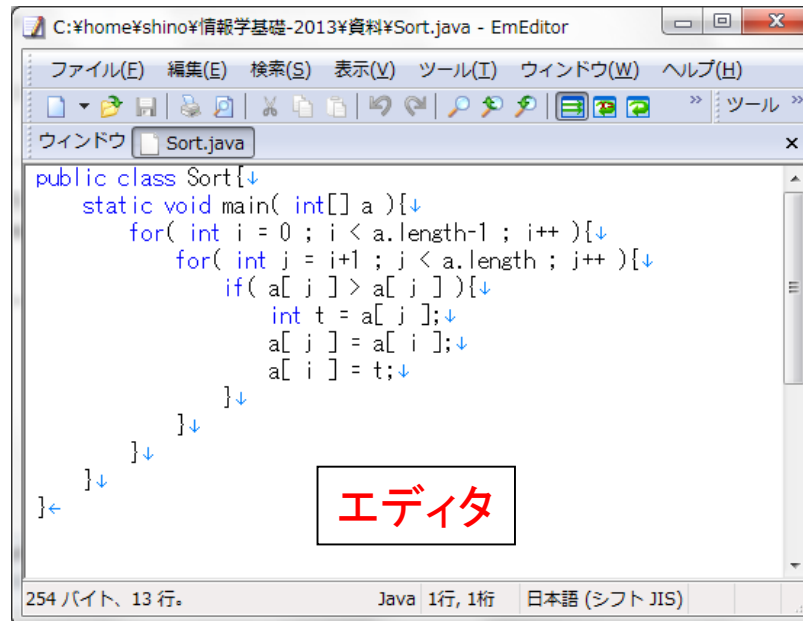 C:¥home¥shino¥情報学基礎-2013¥資料¥Sort.java - EmEditor
ファイル(F) 編集(E) 検索(S) 表示(V) ツール(T) ウィンドウ(W) ヘルプ(H)
» ツール »
ウィンドウ Sort.java x
public class Sort{↓
    static void main( int[] a ){↓
        for( int i = 0 ; i < a.length-1 ; i++ ){↓
            for( int j = i+1 ; j < a.length ; j++ ){↓
                if( a[ j ] > a[ j ] ){↓
                    int t = a[ j ];↓
                    a[ j ] = a[ i ];↓
                    a[ i ] = t;↓
                }↓
            }↓
        }↓
    }↓
}←
エディタ
254 バイト、13 行。 Java 1行, 1桁 日本語 (シフト JIS)